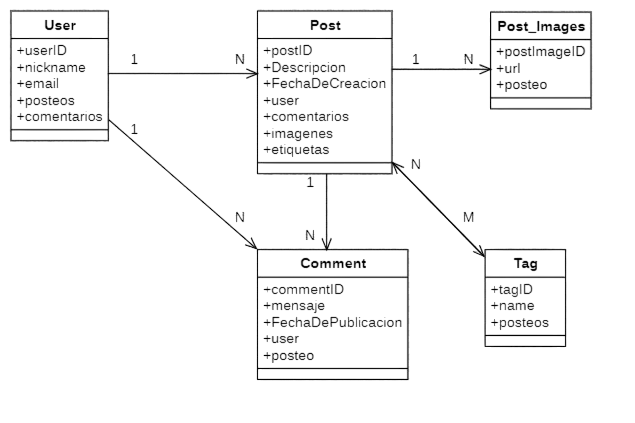 User
+userID
+nickname
+email
+posteos
+comentarios
1
N
Post
+postID
+Descripcion
+FechaDeCreacion
+user
+comentarios
+imagenes
+etiquetas
1
N
Post_Images
+postImageID
+url
+posteo
1
N
1
N
N
M
Comment
+commentID
+mensaje
+FechaDePublicacion
+user
+posteo
Tag
+tagID
+name
+posteos